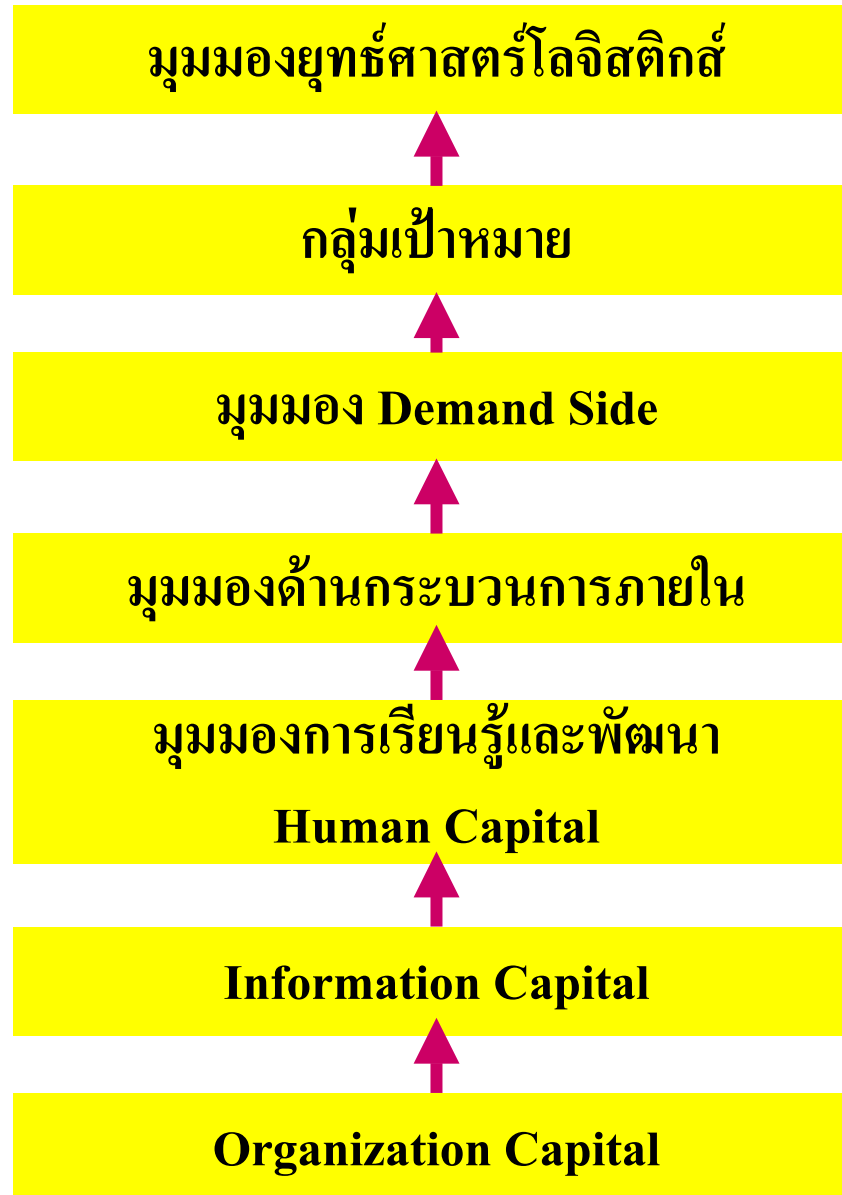 มุมมองยุทธ์ศาสตร์โลจิสติกส์
กลุ่มเป้าหมาย
มุมมอง Demand Side
มุมมองด้านกระบวนการภายใน
มุมมองการเรียนรู้และพัฒนา
Human Capital
Information Capital
Organization Capital